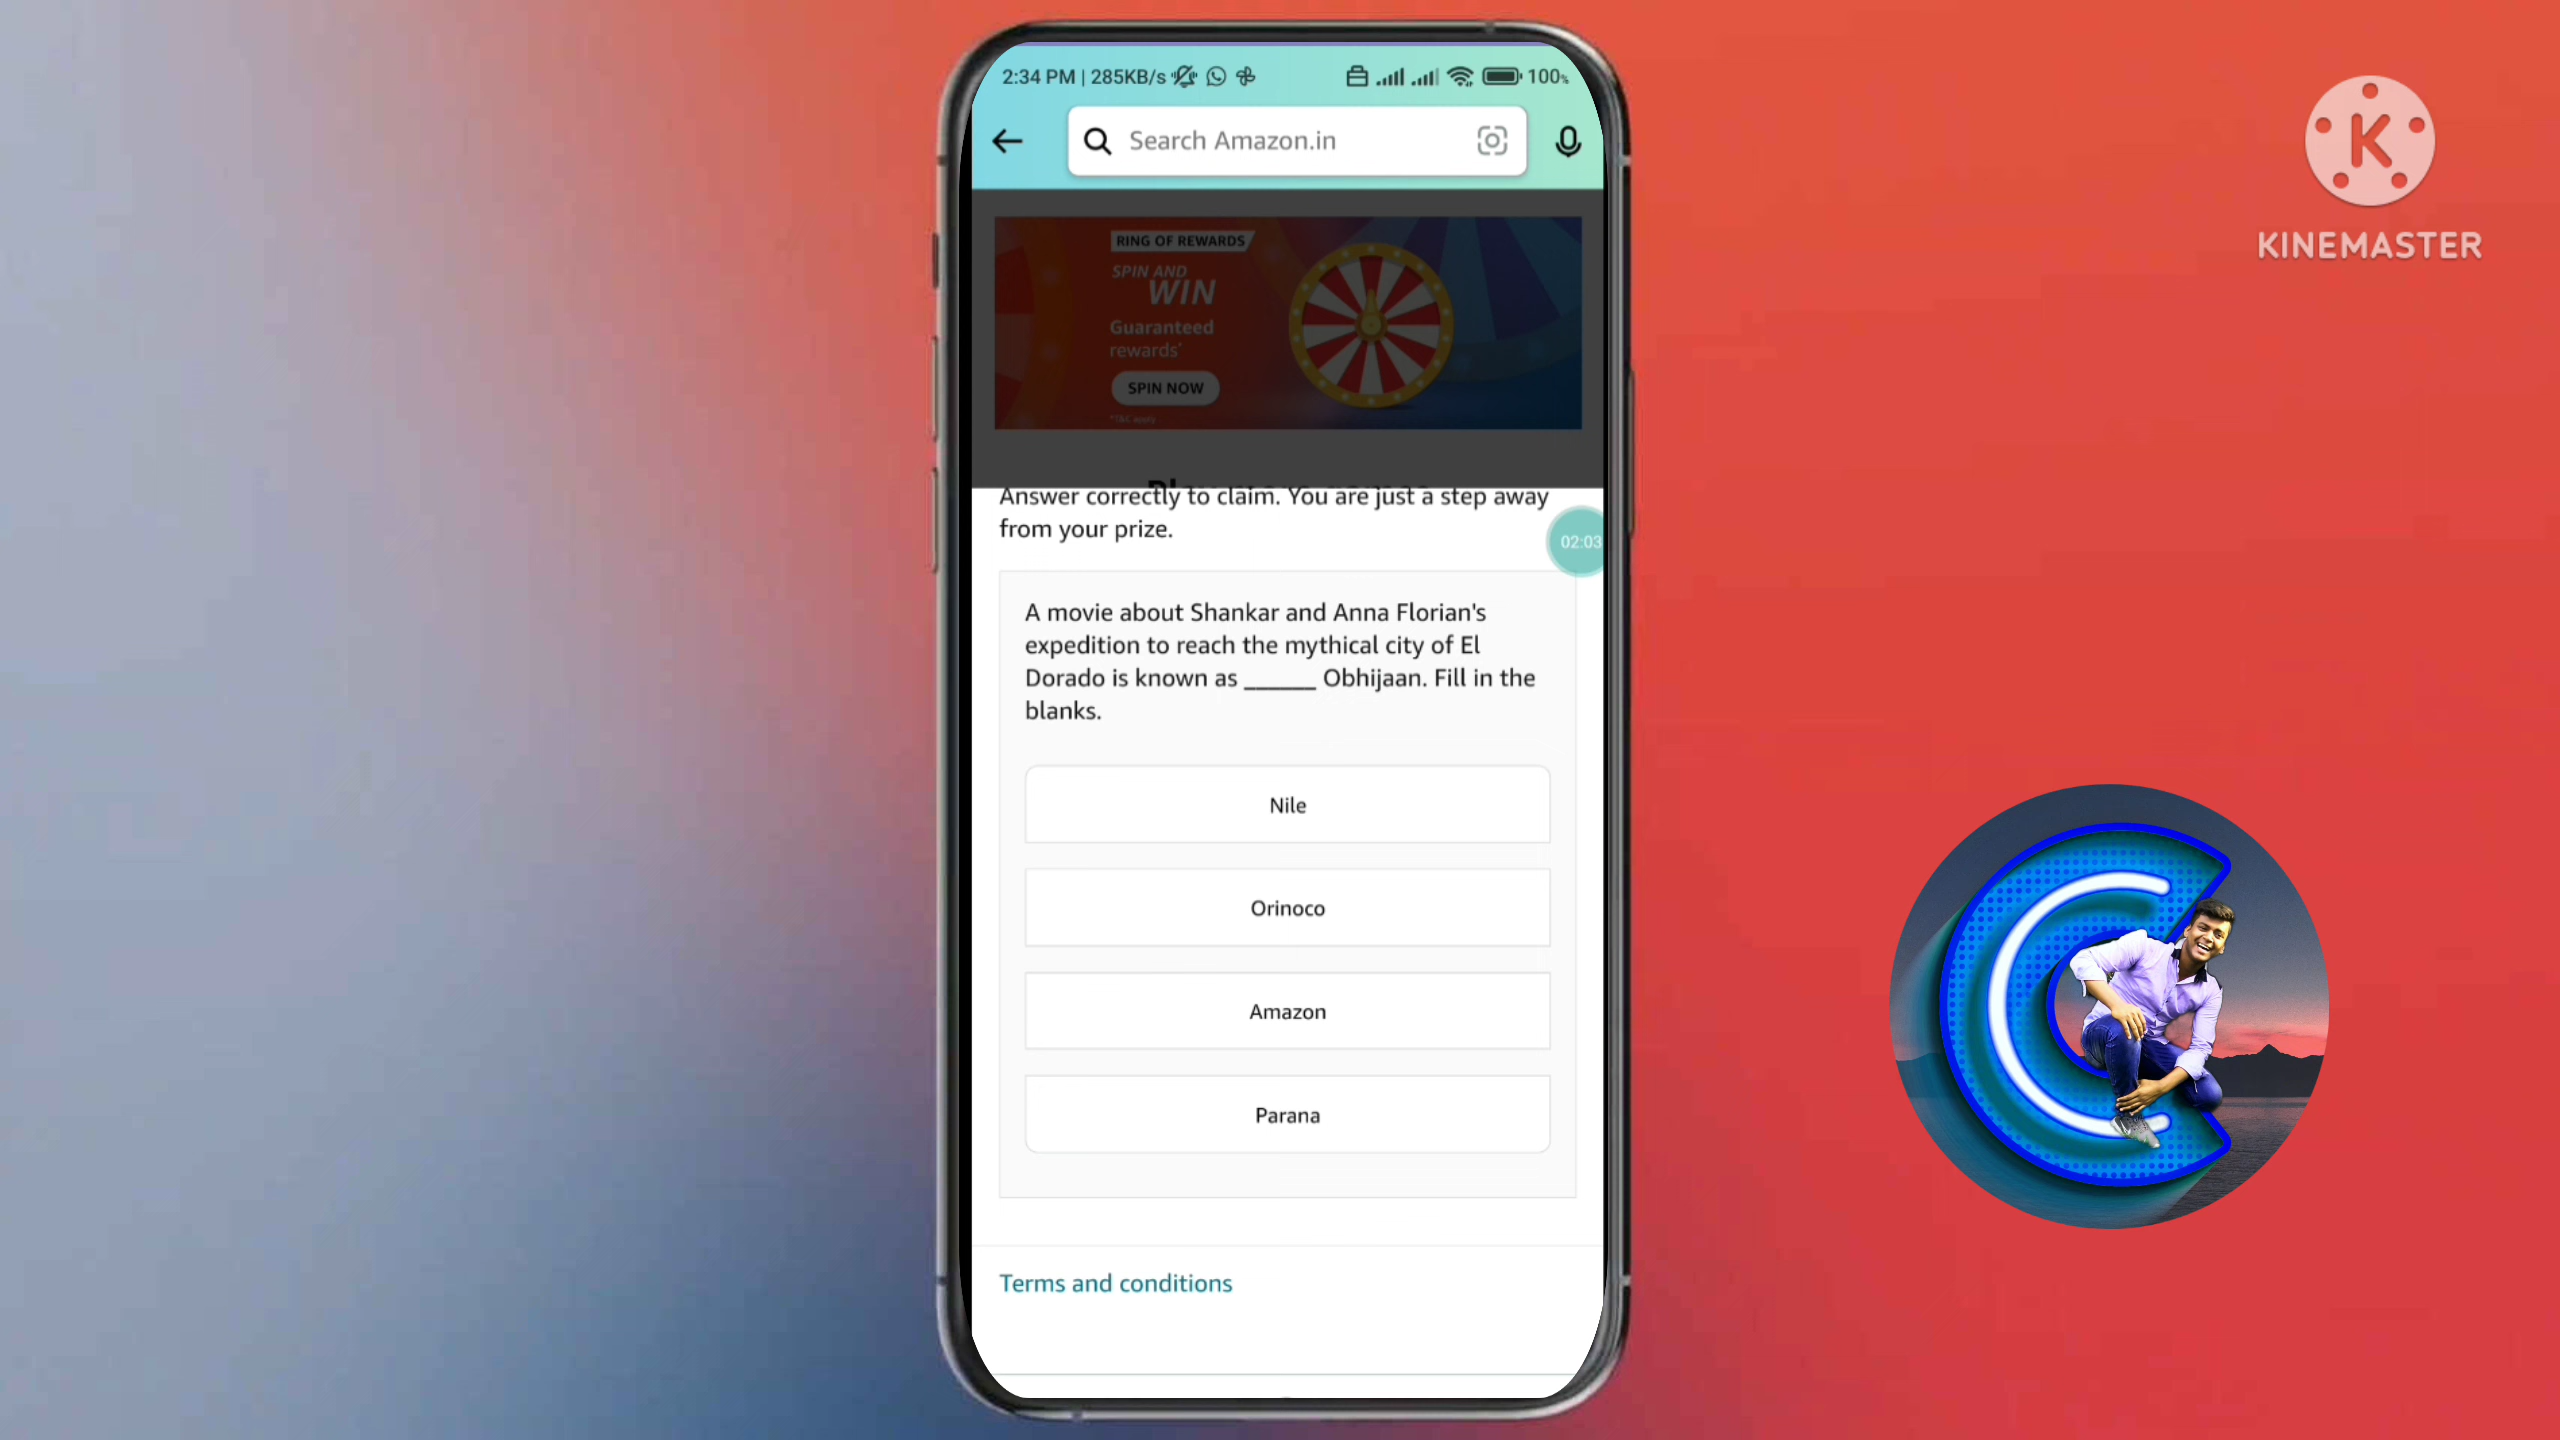 2:34 PM | 285KB/s
100%
Search Amazon.in
RING OF REWARDS
SPIN AND
WIN
Guaranteed
rewards*
SPIN NOW
*T&C apply
Answer correctly to claim. You are just a step away
from your prize.
02:03
A movie about Shankar and Anna Florian's
expedition to reach the mythical city of El
Dorado is known as ______ Obhijaan. Fill in the
blanks.
Nile
Orinoco
Amazon
Parana
Terms and conditions
K
KINEMASTER
C